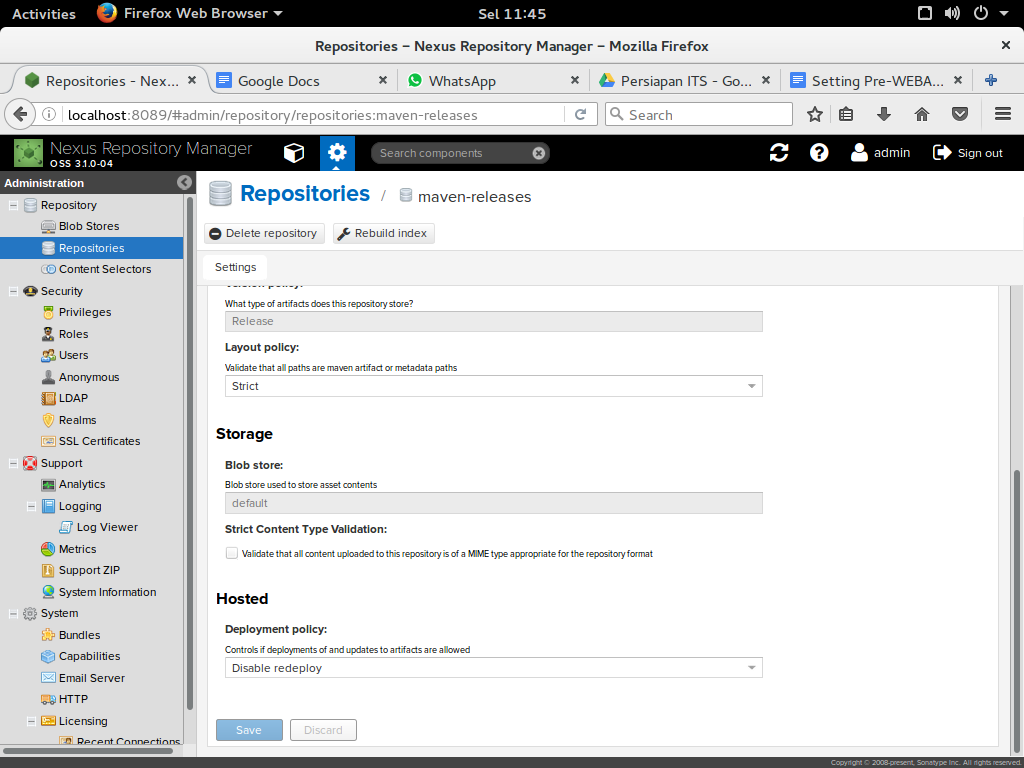 Activities Firefox Web Browser Sel 11:45
Repositories – Nexus Repository Manager – Mozilla Firefox
Repositories - Nex... Google Docs WhatsApp Persiapan ITS - Go... Setting Pre-WEBA...
localhost:8089/#admin/repository/repositories:maven-releases Search
Nexus Repository Manager
OSS 3.1.0-04
Search components admin Sign out
Administration
Repository
Blob Stores
Repositories
Content Selectors
Security
Privileges
Roles
Users
Anonymous
LDAP
Realms
SSL Certificates
Support
Analytics
Logging
Log Viewer
Metrics
Support ZIP
System Information
System
Bundles
Capabilities
Email Server
HTTP
Licensing
Recent Connections
Repositories / maven-releases
Delete repository Rebuild index
Settings
Version policy:
What type of artifacts does this repository store?
Release
Layout policy:
Validate that all paths are maven artifact or metadata paths
Strict
Storage
Blob store:
Blob store used to store asset contents
default
Strict Content Type Validation:
Validate that all content uploaded to this repository is of a MIME type appropriate for the repository format
Hosted
Deployment policy:
Controls if deployments of and updates to artifacts are allowed
Disable redeploy
Save Discard
Copyright © 2008-present, Sonatype Inc. All rights reserved.